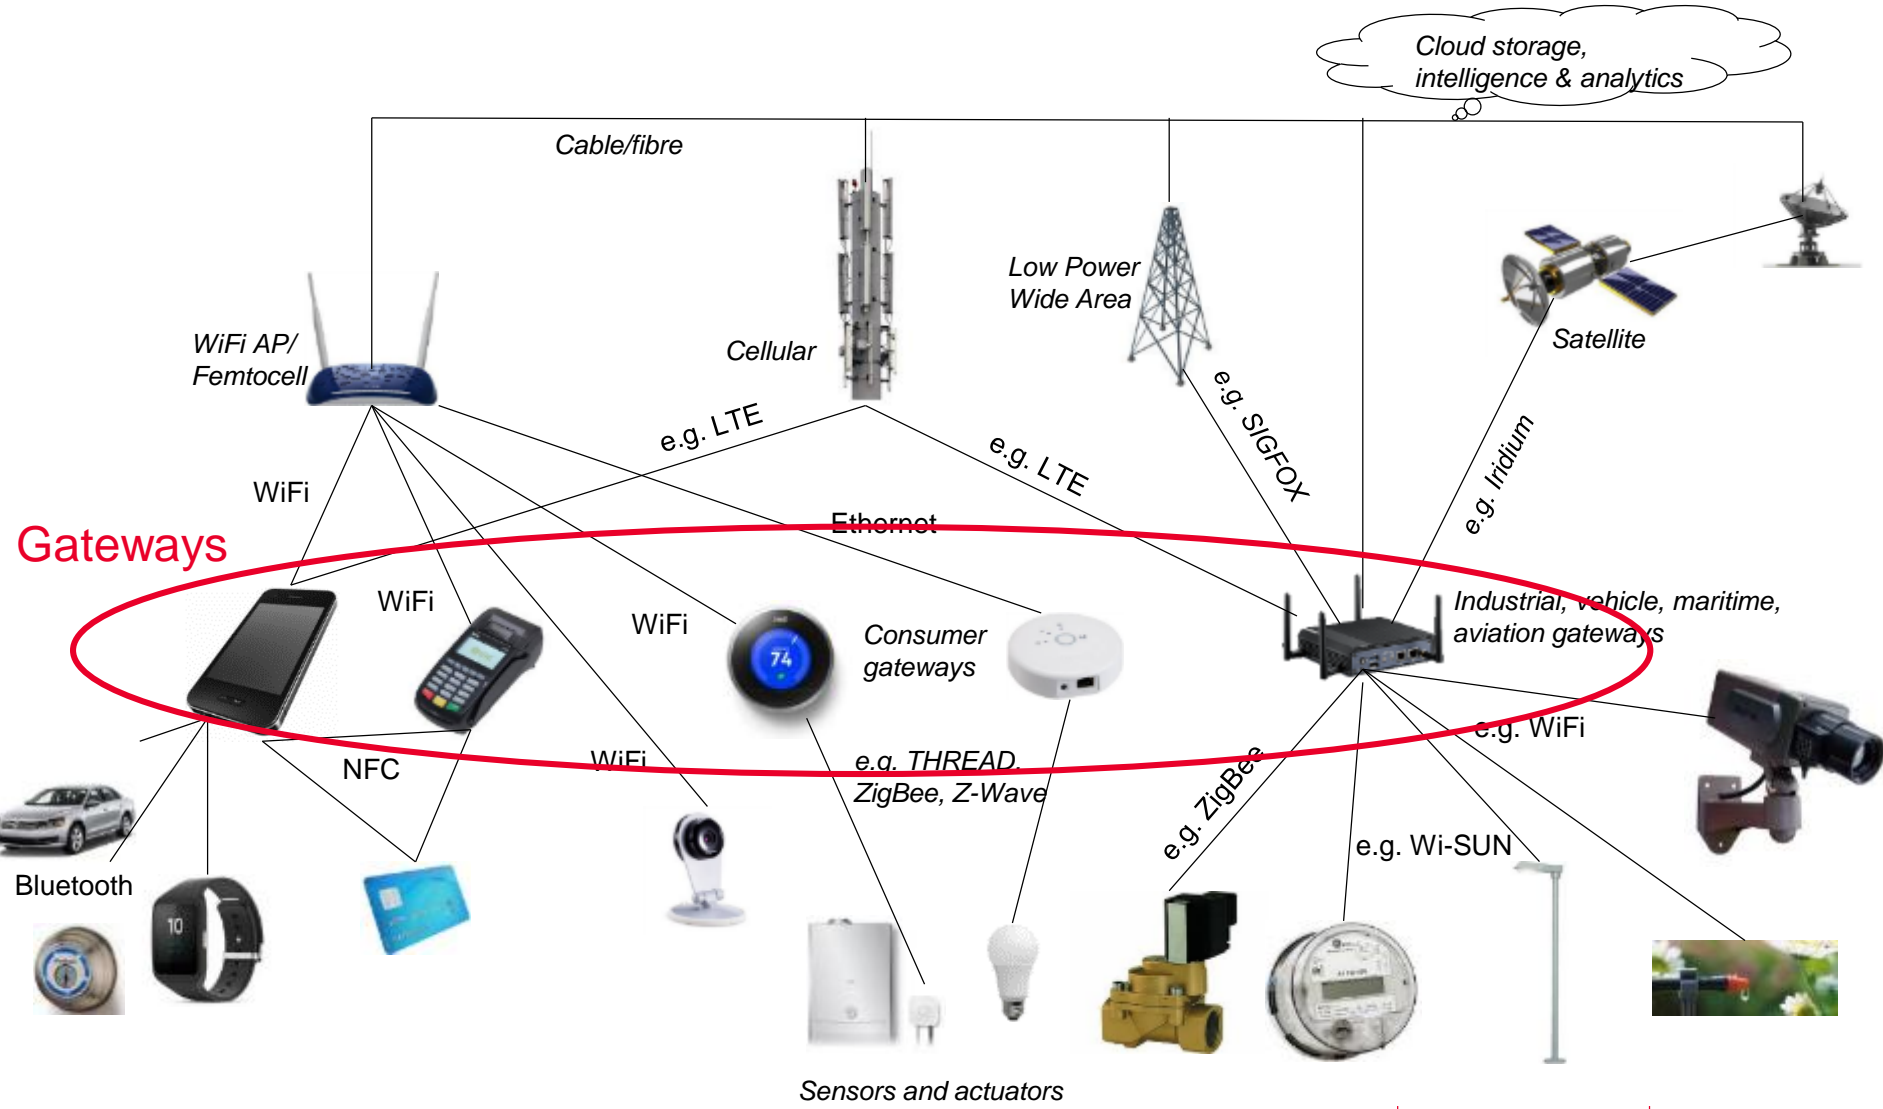 Cloud storage,
intelligence & analytics
Cable/fibre
Low Power
Wide Area
WiFi AP/
Femtocell
Cellular
Satellite
e.g. LTE
e.g. LTE
e.g. SIGFOX
e.g. Iridium
WiFi
Ethernet
Gateways
WiFi
WiFi
Consumer
gateways
Industrial, vehicle, maritime,
aviation gateways
74
NFC
WiFi
e.g. THREAD,
ZigBee, Z-Wave
e.g. ZigBee
e.g. WiFi
e.g. Wi-SUN
Bluetooth
10
Sensors and actuators